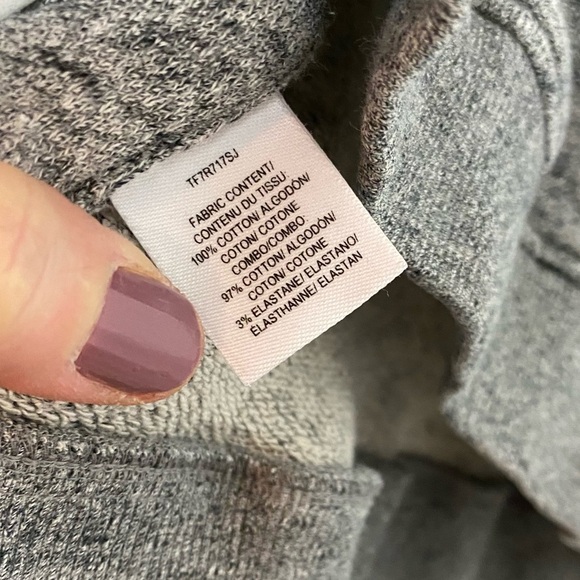 TF7R717SJ
FABRIC CONTENT/
CONTENU DU TISSU:
100% COTTON/ ALGODÓN/
COTON/ COTONE
COMBO/COMBO:
97% COTTON/ ALGODÓN/
COTON/ COTONE
3% ELASTANE/ ELASTANO/
ÉLASTHANNE/ ELASTAN